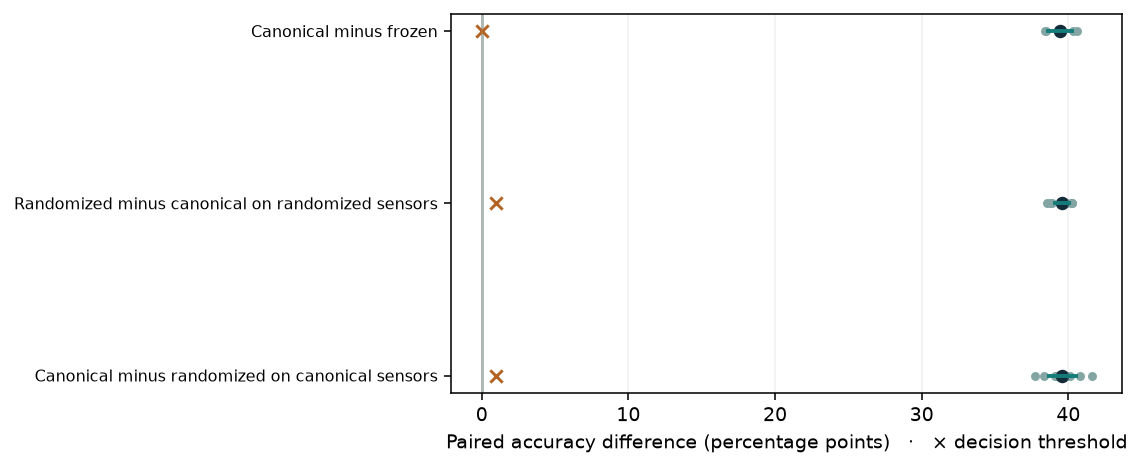 Canonical minus frozen
Randomized minus canonical on randomized sensors
Canonical minus randomized on canonical sensors
0 10 20 30 40
Paired accuracy difference (percentage points) · × decision threshold